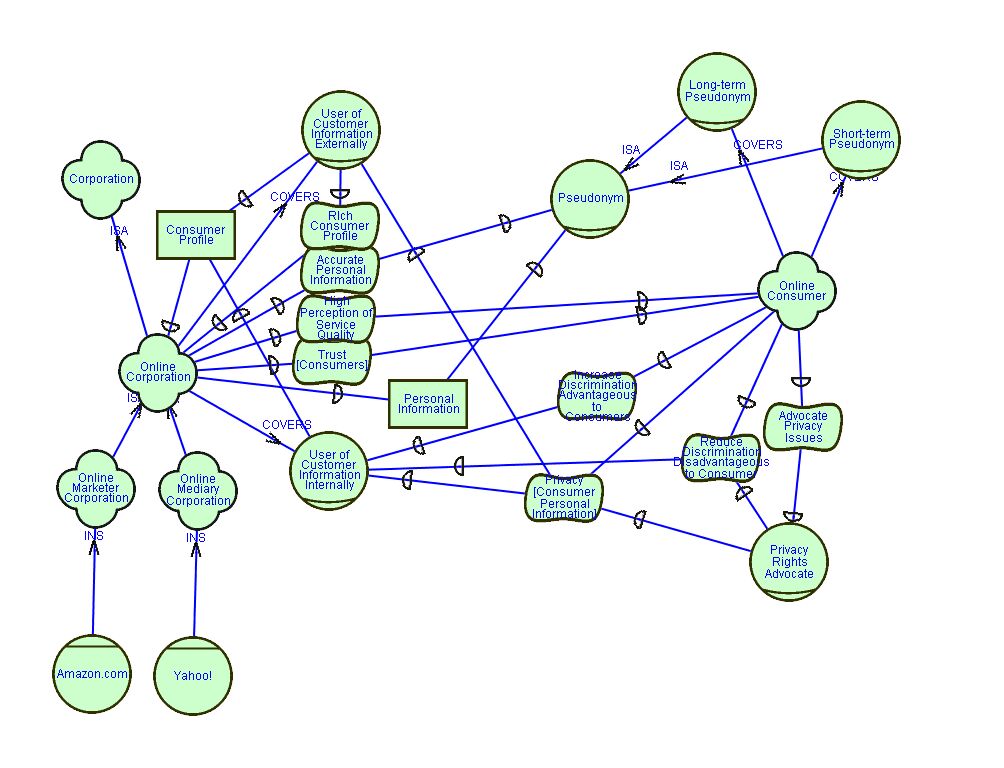 Long-term
Pseudonym
User of
Customer
Information
Externally
Short-term
Pseudonym
COVERS
ISA
ISA
COVERS
Corporation
COVERS
Pseudonym
RIch
Consumer
Profile
Consumer
Profile
ISA
Accurate
Personal
Information
Online
Consumer
High
Perception of
Service
Quality
Trust
[Consumers]
Online
Corporation
Increase
Discrimination
Advantageous
to
Consumers
Personal
Information
ISA
Advocate
Privacy
Issues
COVERS
User of
Customer
Information
Internally
Reduce
Discrimination
Disadvantageous
to Consumer
Online
Marketer
Corporation
Online
Mediary
Corporation
Privacy
[Consumer
Personal
Information]
INS
INS
Privacy
Rights
Advocate
Amazon.com
Yahoo!